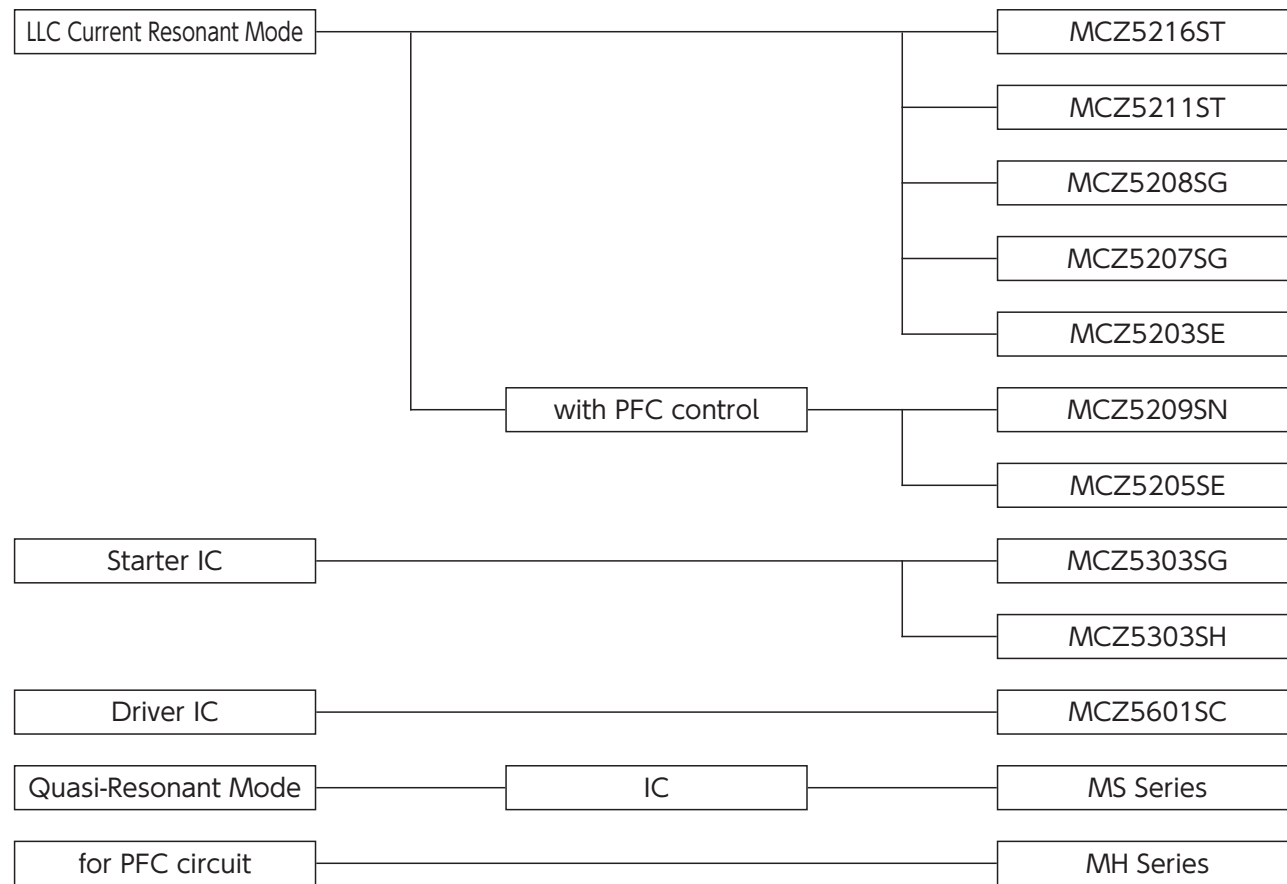 LLC Current Resonant Mode
MCZ5216ST
MCZ5211ST
MCZ5208SG
MCZ5207SG
MCZ5203SE
with PFC control
MCZ5209SN
MCZ5205SE
Starter IC
MCZ5303SG
MCZ5303SH
Driver IC
MCZ5601SC
Quasi-Resonant Mode
IC
MS Series
for PFC circuit
MH Series